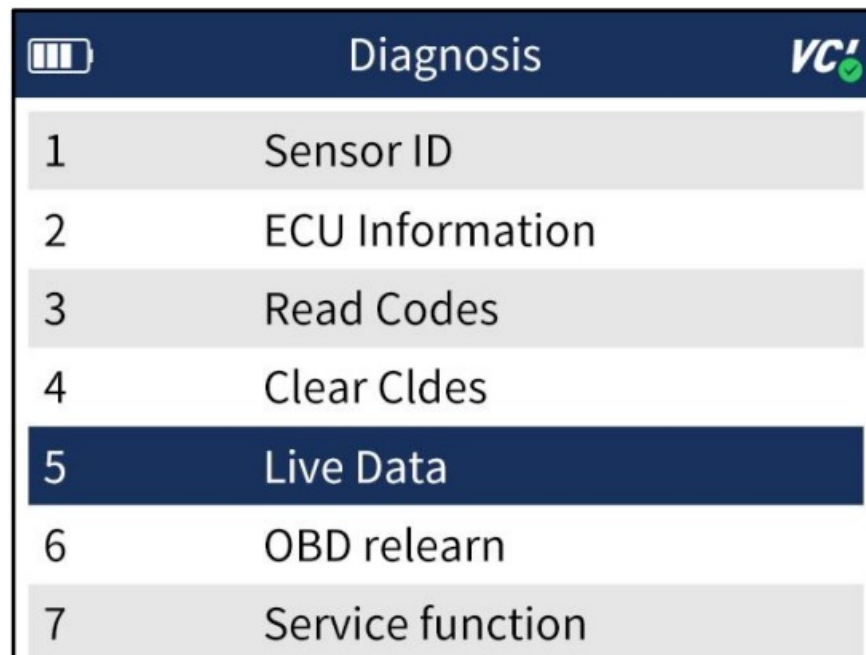 Diagnosis VCI
1 Sensor ID
2 ECU Information
3 Read Codes
4 Clear Cldes
5 Live Data
6 OBD relearn
7 Service function